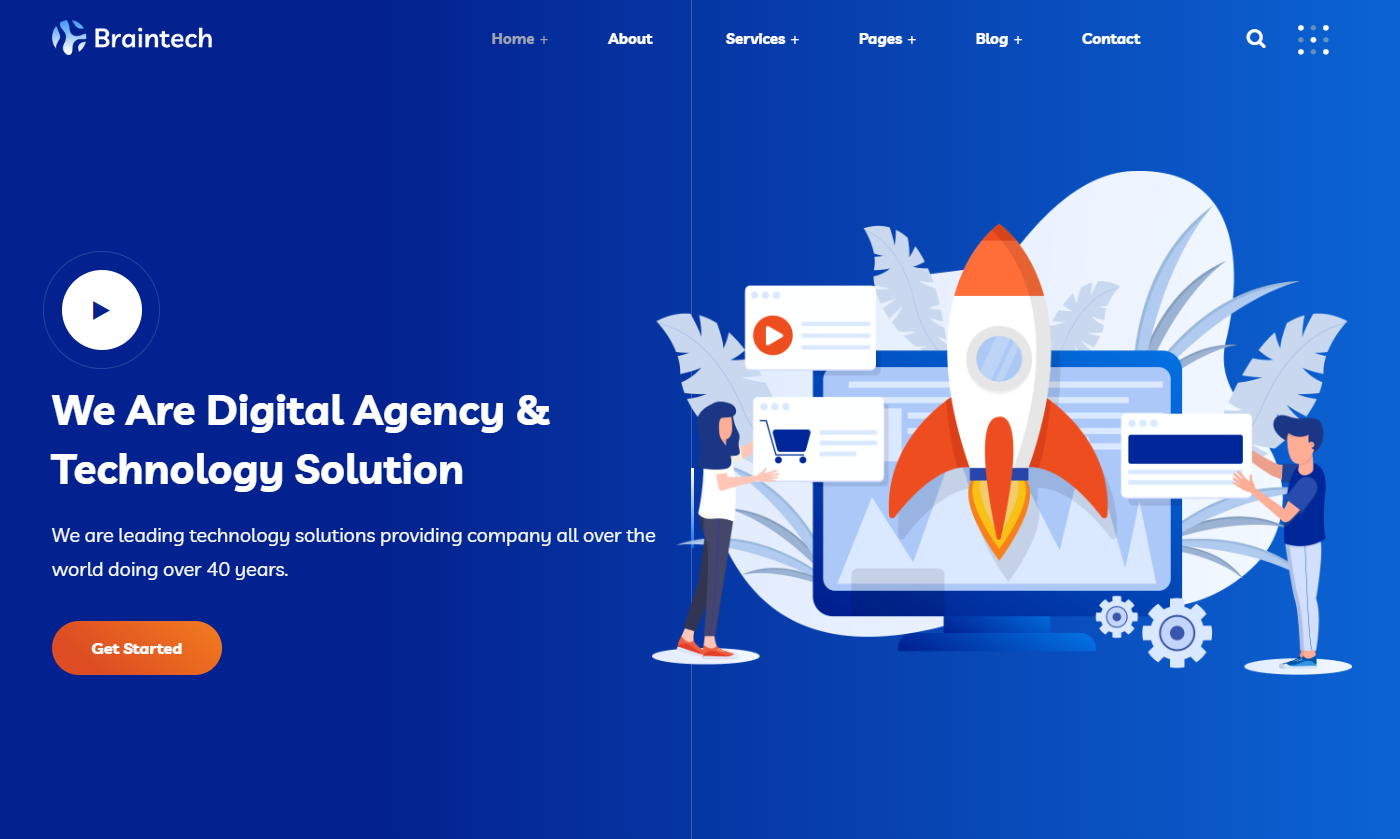 Braintech
Home +
About
Services +
Pages +
Blog +
Contact
We Are Digital Agency &
Technology Solution
We are leading technology solutions providing company all over the
world doing over 40 years.
Get Started